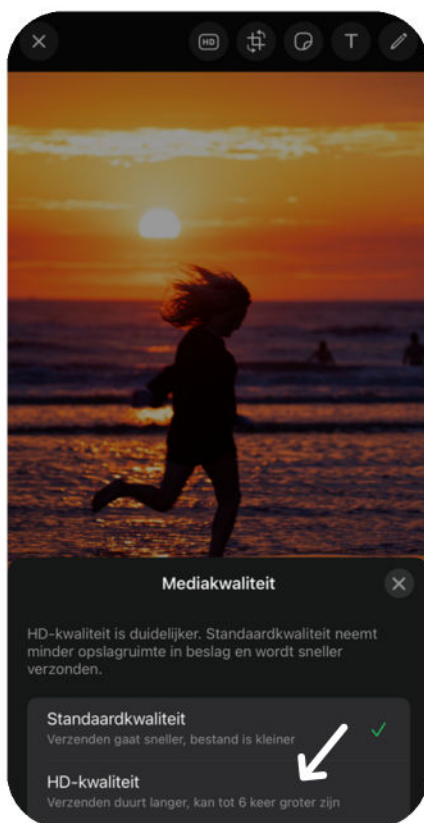 HD
T
Mediakwaliteit
HD-kwaliteit is duidelijker. Standaardkwaliteit neemt
minder opslagruimte in beslag en wordt sneller
verzonden.
Standaardkwaliteit
Verzenden gaat sneller, bestand is kleiner
HD-kwaliteit
Verzenden duurt langer, kan tot 6 keer groter zijn